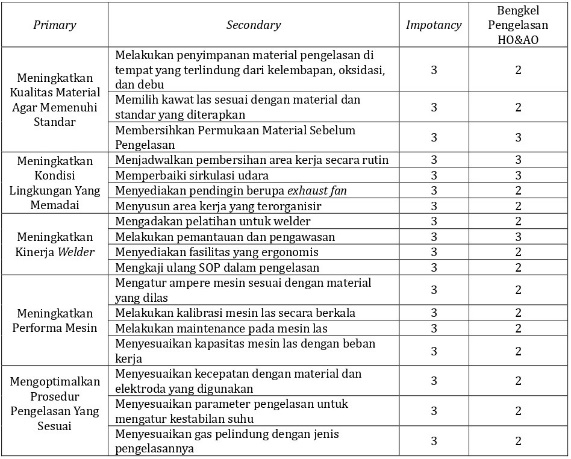 Primary Secondary Impotancy Bengkel
Pengelasan
HO&AO
Meningkatkan
Kualitas Material
Agar Memenuhi
Standar
Melakukan penyimpanan material pengelasan di
tempat yang terlindung dari kelembapan, oksidasi,
dan debu
3 2
Memilih kawat las sesuai dengan material dan
standar yang diterapkan
3 2
Membersihkan Permukaan Material Sebelum
Pengelasan
3 3
Meningkatkan
Kondisi
Lingkungan Yang
Memadai
Menjadwalkan pembersihan area kerja secara rutin 3 3
Memperbaiki sirkulasi udara 3 3
Menyediakan pendingin berupa exhaust fan 3 2
Menyusun area kerja yang terorganisir 3 2
Meningkatkan
Kinerja Welder
Mengadakan pelatihan untuk welder 3 2
Melakukan pemantauan dan pengawasan 3 3
Menyediakan fasilitas yang ergonomis 3 2
Mengkaji ulang SOP dalam pengelasan 3 2
Meningkatkan
Performa Mesin
Mengatur ampere mesin sesuai dengan material
yang dilas
3 2
Melakukan kalibrasi mesin las secara berkala 3 2
Melakukan maintenance pada mesin las 3 2
Menyesuaikan kapasitas mesin las dengan beban
kerja
3 2
Mengoptimalkan
Prosedur
Pengelasan Yang
Sesuai
Menyesuaikan kecepatan dengan material dan
elektroda yang digunakan
3 2
Menyesuaikan parameter pengelasan untuk
mengatur kestabilan suhu
3 2
Menyesuaikan gas pelindung dengan jenis
pengelasannya
3 2